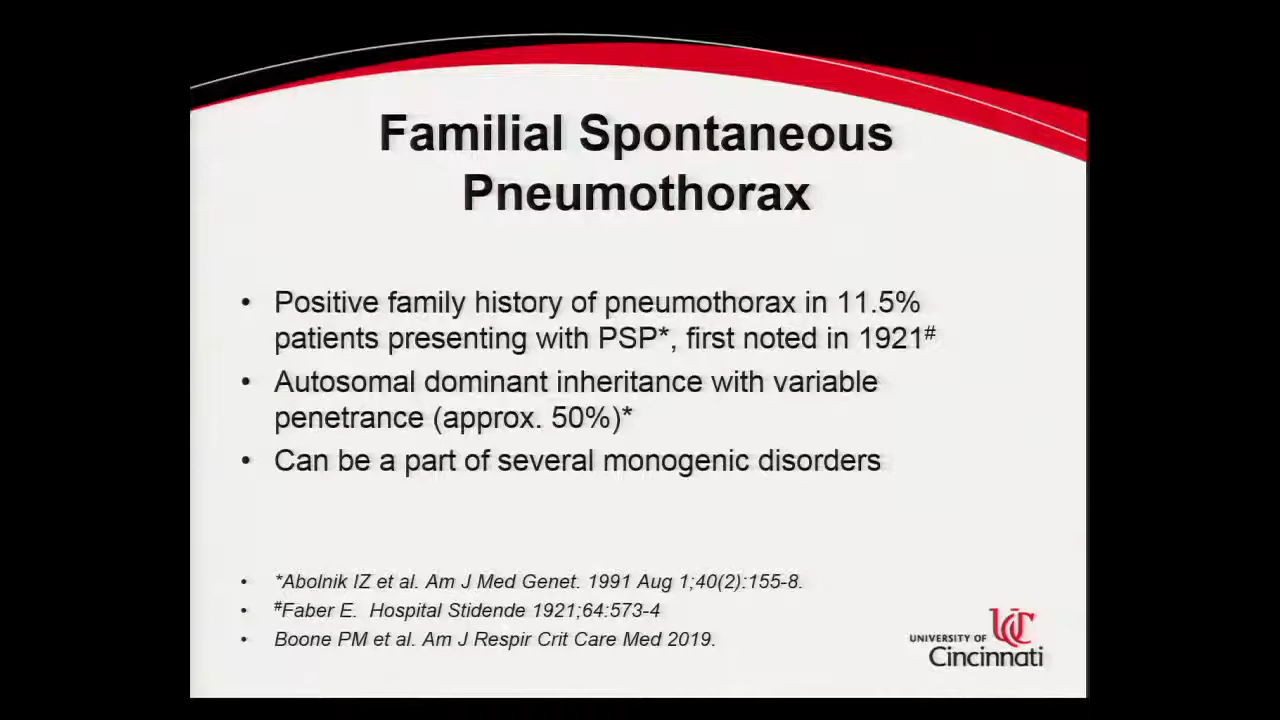 Familial Spontaneous
Pneumothorax
• Positive family history of pneumothorax in 11.5%
patients presenting with PSP*, first noted in 1921#
• Autosomal dominant inheritance with variable
penetrance (approx. 50%)*
• Can be a part of several monogenic disorders
• *Abolnik IZ et al. Am J Med Genet. 1991 Aug 1;40(2):155-8.
• #Faber E. Hospital Stidende 1921;64:573-4
• Boone PM et al. Am J Respir Crit Care Med 2019.
UC
UNIVERSITY OF
Cincinnati